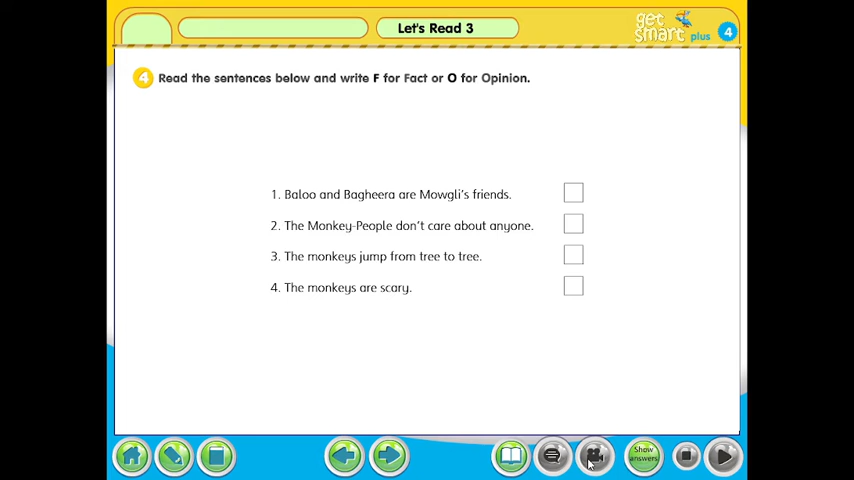 Let's Read 3
get smart plus 4
4 Read the sentences below and write F for Fact or O for Opinion.
1. Baloo and Bagheera are Mowgli's friends.
2. The Monkey-People don't care about anyone.
3. The monkeys jump from tree to tree.
4. The monkeys are scary.
Show
answers